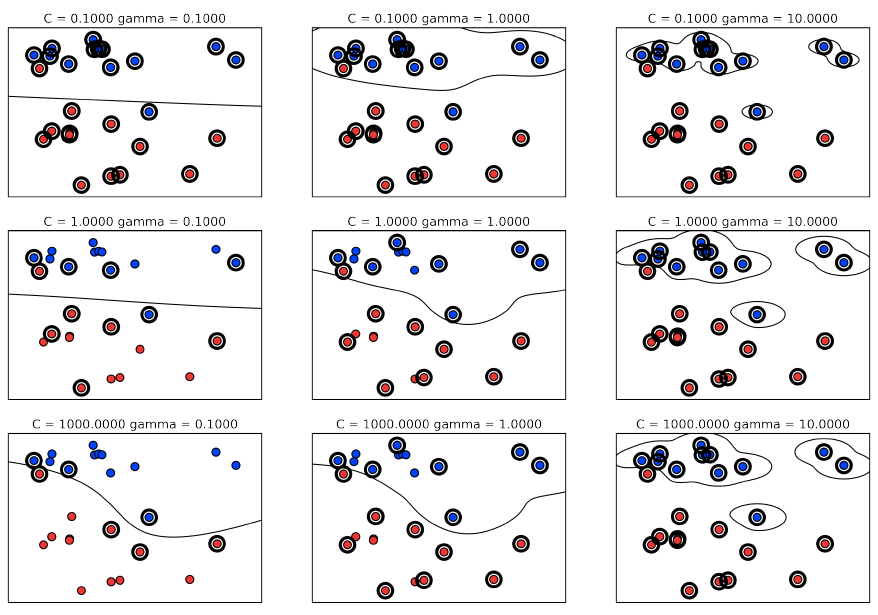 C = 0.1000 gamma = 0.1000
C = 0.1000 gamma = 1.0000
C = 0.1000 gamma = 10.0000
C = 1.0000 gamma = 0.1000
C = 1.0000 gamma = 1.0000
C = 1.0000 gamma = 10.0000
C = 1000.0000 gamma = 0.1000
C = 1000.0000 gamma = 1.0000
C = 1000.0000 gamma = 10.0000